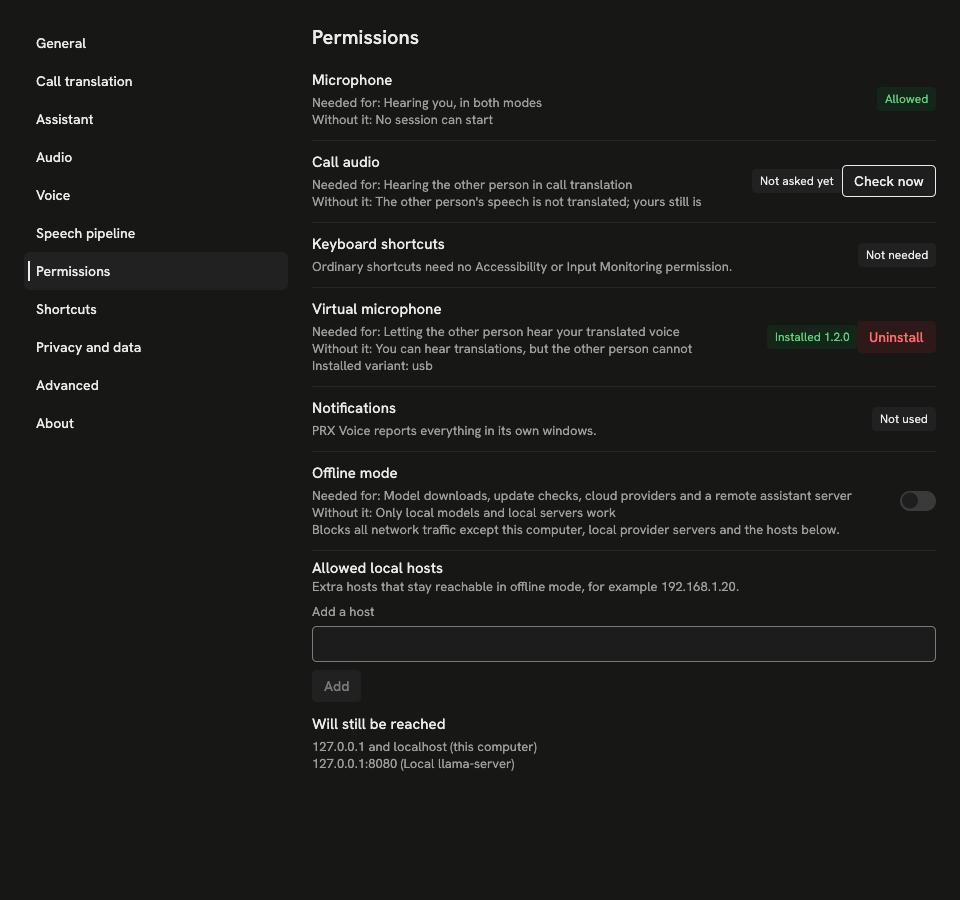 General
Call translation
Assistant
Audio
Voice
Speech pipeline
Permissions
Shortcuts
Privacy and data
Advanced
About
Permissions
Microphone
Needed for: Hearing you, in both modes
Without it: No session can start
Allowed
Call audio
Needed for: Hearing the other person in call translation
Without it: The other person's speech is not translated; yours still is
Not asked yet
Check now
Keyboard shortcuts
Ordinary shortcuts need no Accessibility or Input Monitoring permission.
Not needed
Virtual microphone
Needed for: Letting the other person hear your translated voice
Without it: You can hear translations, but the other person cannot
Installed variant: usb
Installed 1.2.0
Uninstall
Notifications
PRX Voice reports everything in its own windows.
Not used
Offline mode
Needed for: Model downloads, update checks, cloud providers and a remote assistant server
Without it: Only local models and local servers work
Blocks all network traffic except this computer, local provider servers and the hosts below.
Allowed local hosts
Extra hosts that stay reachable in offline mode, for example 192.168.1.20.
Add a host
Add
Will still be reached
127.0.0.1 and localhost (this computer)
127.0.0.1:8080 (Local llama-server)